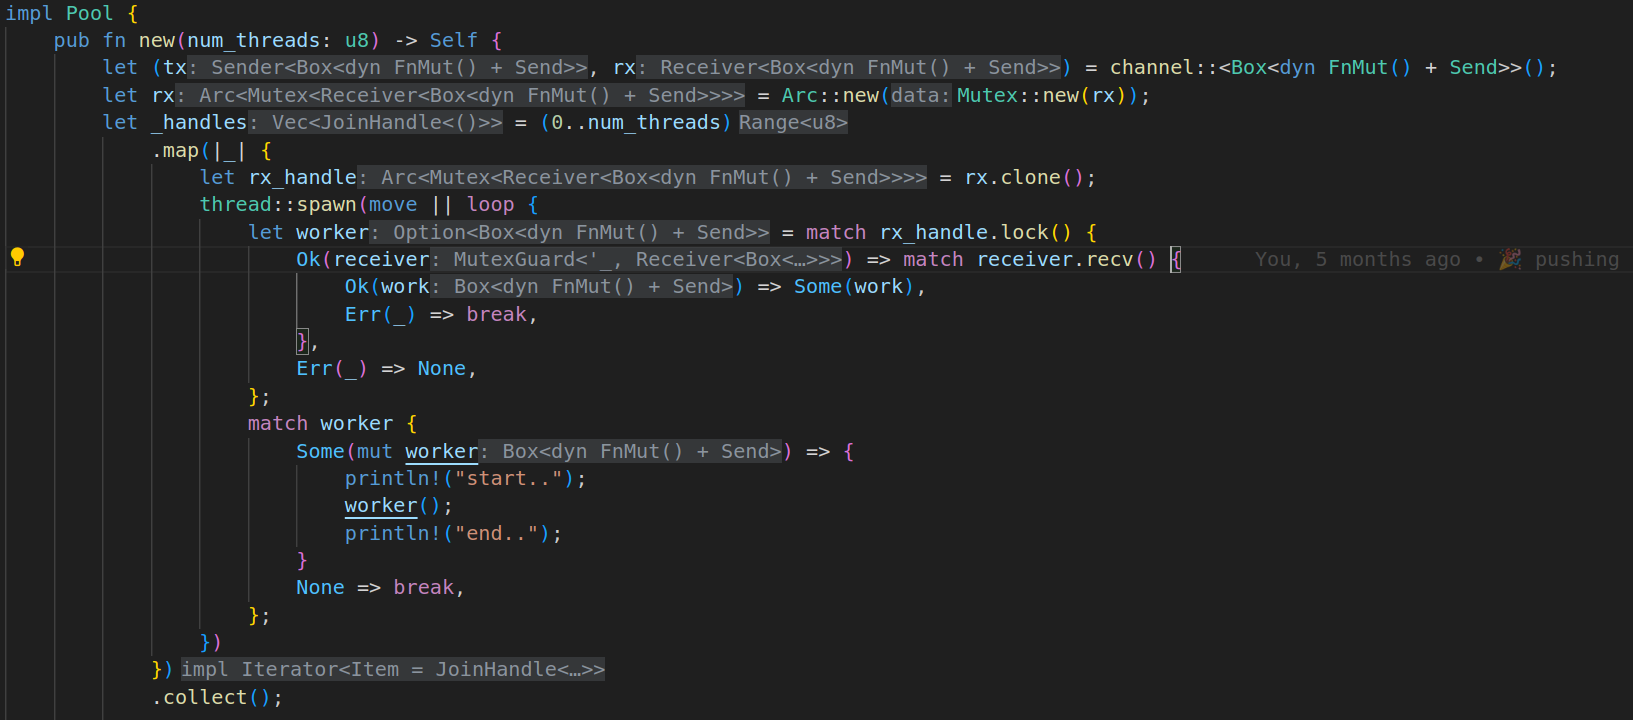 impl Pool {
pub fn new(num_threads: u8) -> Self {
let (tx: Sender<Box<dyn FnMut() + Send>>, rx: Receiver<Box<dyn FnMut() + Send>>) = channel::<Box<dyn FnMut() + Send>>();
let rx: Arc<Mutex<Receiver<Box<dyn FnMut() + Send>>>> = Arc::new(data: Mutex::new(rx));
let _handles: Vec<JoinHandle<()>> = (0..num_threads) Range<u8>
.map(|_| {
let rx_handle: Arc<Mutex<Receiver<Box<dyn FnMut() + Send>>>> = rx.clone();
thread::spawn(move || loop {
let worker: Option<Box<dyn FnMut() + Send>> = match rx_handle.lock() {
Ok(receiver: MutexGuard<'_, Receiver<Box<…>>>) => match receiver.recv() { You, 5 months ago • 🎉 pushing
Ok(work: Box<dyn FnMut() + Send>) => Some(work),
Err(_) => break,
},
Err(_) => None,
};
match worker {
Some(mut worker: Box<dyn FnMut() + Send>) => {
println!("start..");
worker();
println!("end..");
}
None => break,
};
})
}) impl Iterator<Item = JoinHandle<…>>
.collect();